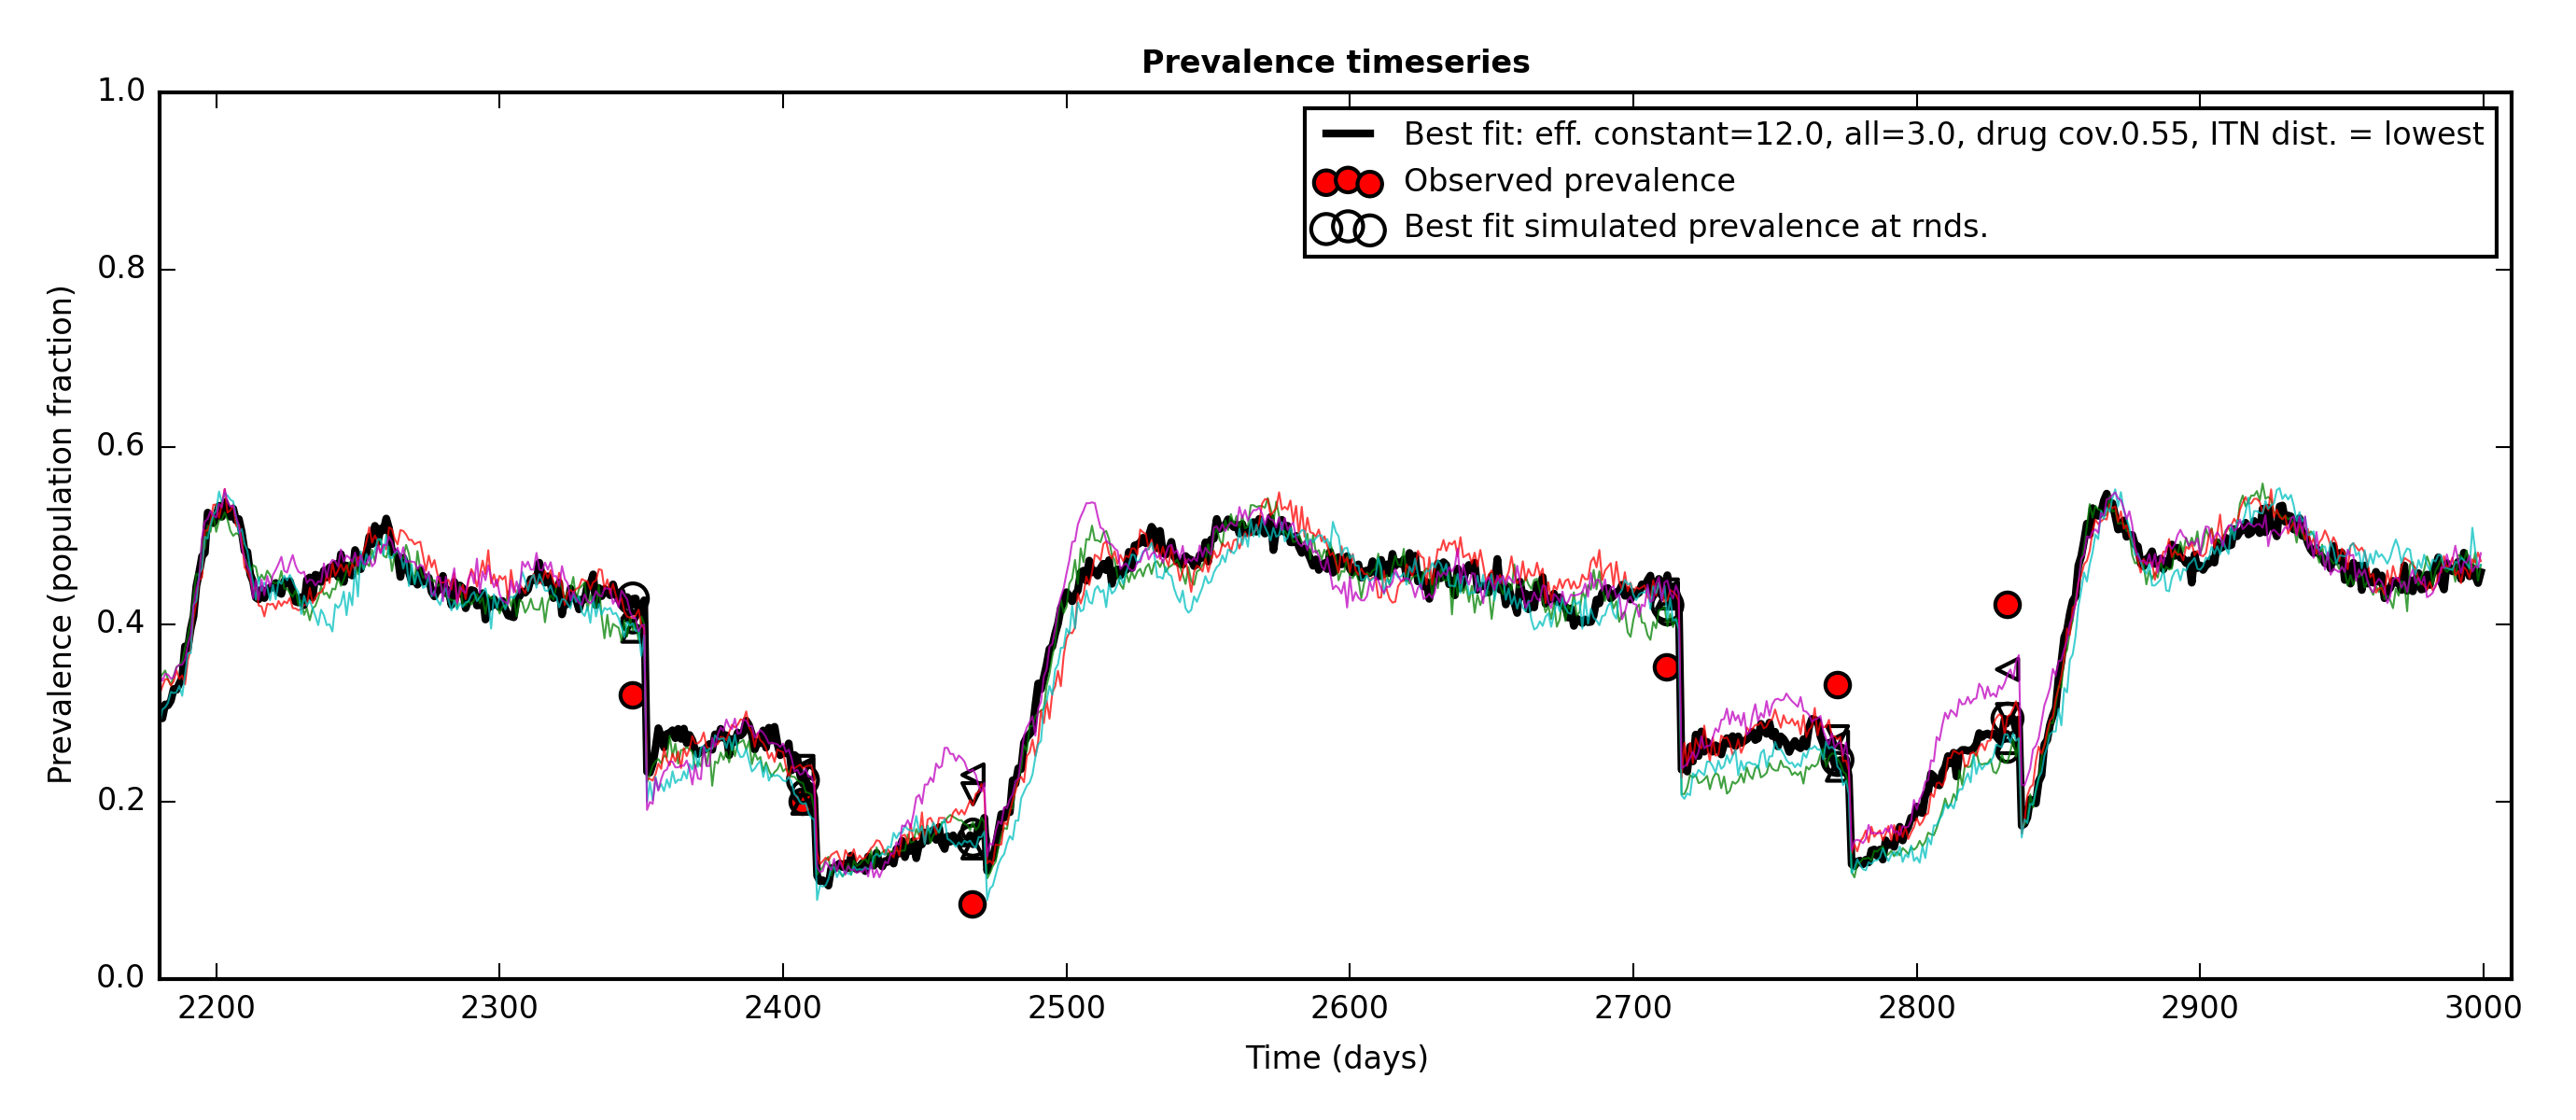 Prevalence timeseries
1.0
0.8
0.6
0.4
0.2
0.0
Prevalence (population fraction)
Best fit: eff. constant=12.0, all=3.0, drug cov.0.55, ITN dist. = lowest
Observed prevalence
Best fit simulated prevalence at rnds.
2200 2300 2400 2500 2600 2700 2800 2900 3000
Time (days)